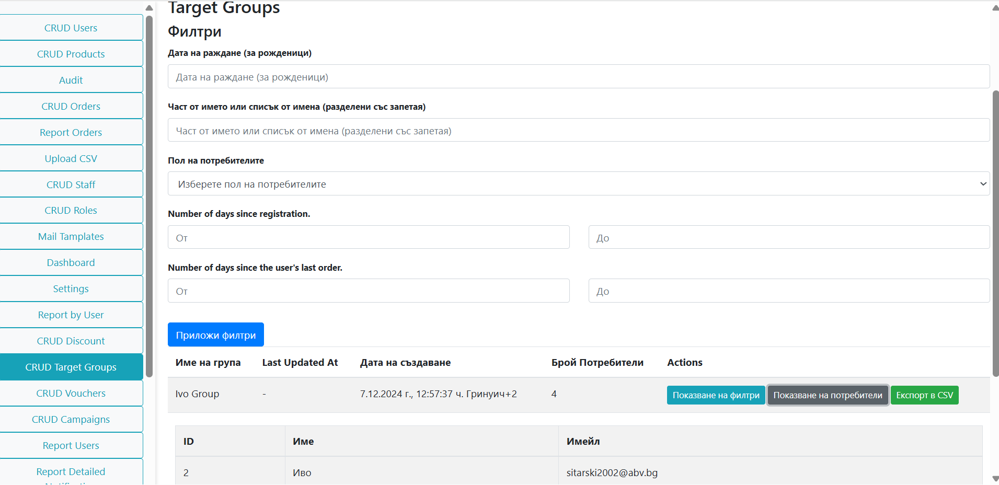 CRUD Users
CRUD Products
Audit
CRUD Orders
Report Orders
Upload CSV
CRUD Staff
CRUD Roles
Mail Tamplates
Dashboard
Settings
Report by User
CRUD Discount
CRUD Target Groups
CRUD Vouchers
CRUD Campaigns
Report Users
Report Detailed
Target Groups
Филтри
Дата на раждане (за рожденици)
Дата на раждане (за рожденици)
Част от името или списък от имена (разделени със запетая)
Част от името или списък от имена (разделени със запетая)
Пол на потребителите
Изберете пол на потребителите
Number of days since registration.
От До
Number of days since the user's last order.
От До
Приложи филтри
Име на група Last Updated At Дата на създаване Брой Потребители Actions
Ivo Group - 7.12.2024 г., 12:57:37 ч. Гринуич+2 4 Показване на филтри Показване на потребители Експорт в CSV
ID Име Имейл
2 Иво sitarski2002@abv.bg